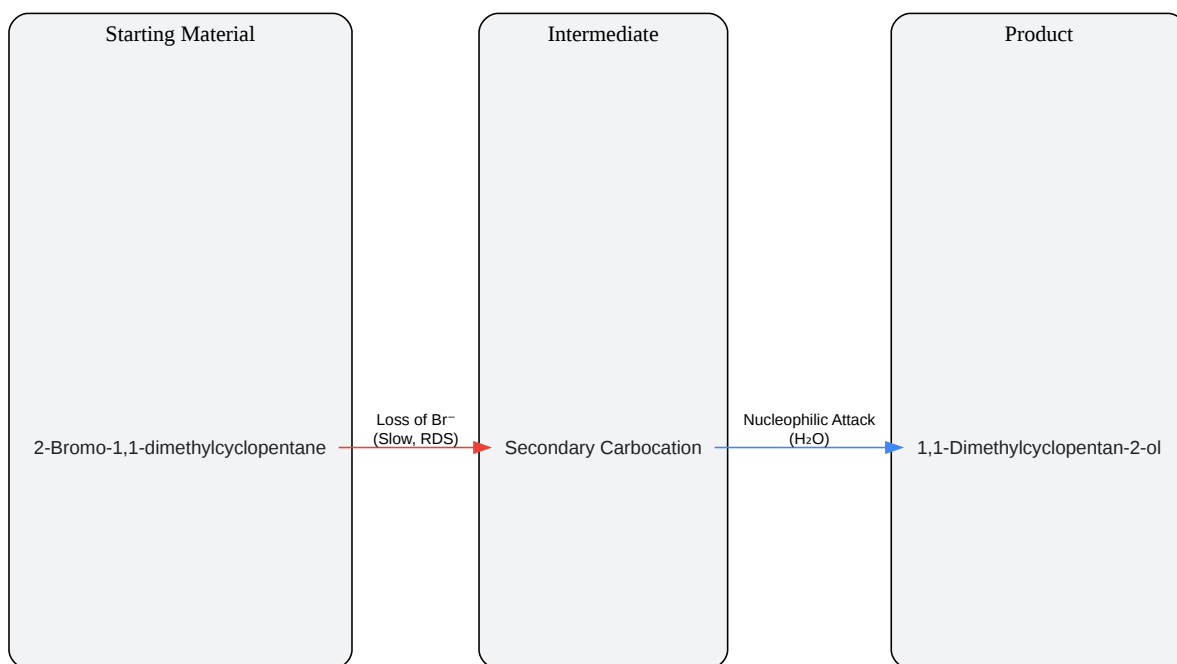 Starting Material
Intermediate
Product
Loss of Br⁻
(Slow, RDS)
Nucleophilic Attack
(H₂O)
2-Bromo-1,1-dimethylcyclopentane
Secondary Carbocation
1,1-Dimethylcyclopentan-2-ol